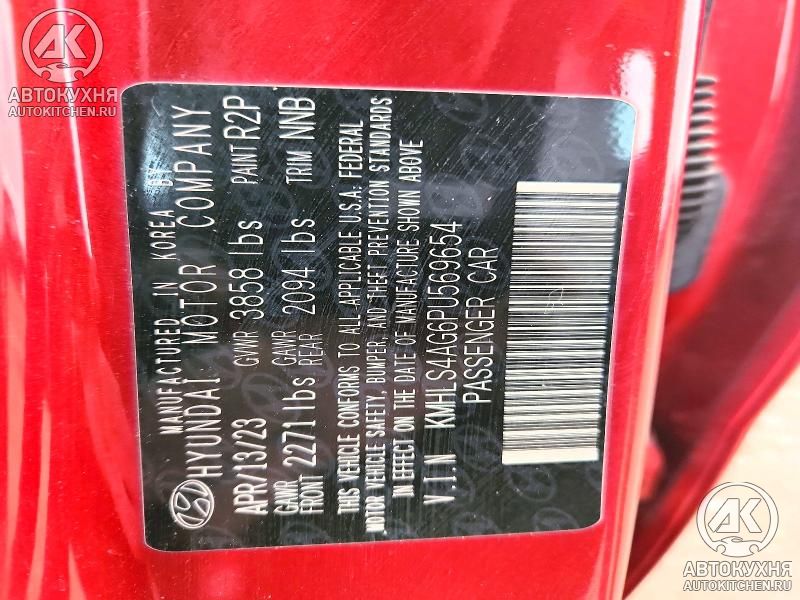 MANUFACTURED IN KOREA BY
HYUNDAI MOTOR COMPANY
APR/13/23 GVWR 3858 lbs PAINT R2P
GAWR FRONT 2271 lbs GAWR REAR 2094 lbs TRIM NNB
THIS VEHICLE CONFORMS TO ALL APPLICABLE U.S.A. FEDERAL
MOTOR VEHICLE SAFETY, BUMPER, AND THEFT PREVENTION STANDARDS
IN EFFECT ON THE DATE OF MANUFACTURE SHOWN ABOVE
V.I.N KMHLS4AG6PU569654
PASSENGER CAR
АК
АВТОКУХНЯ
AUTOKITCHEN.RU
АК
АВТОКУХНЯ
AUTOKITCHEN.RU